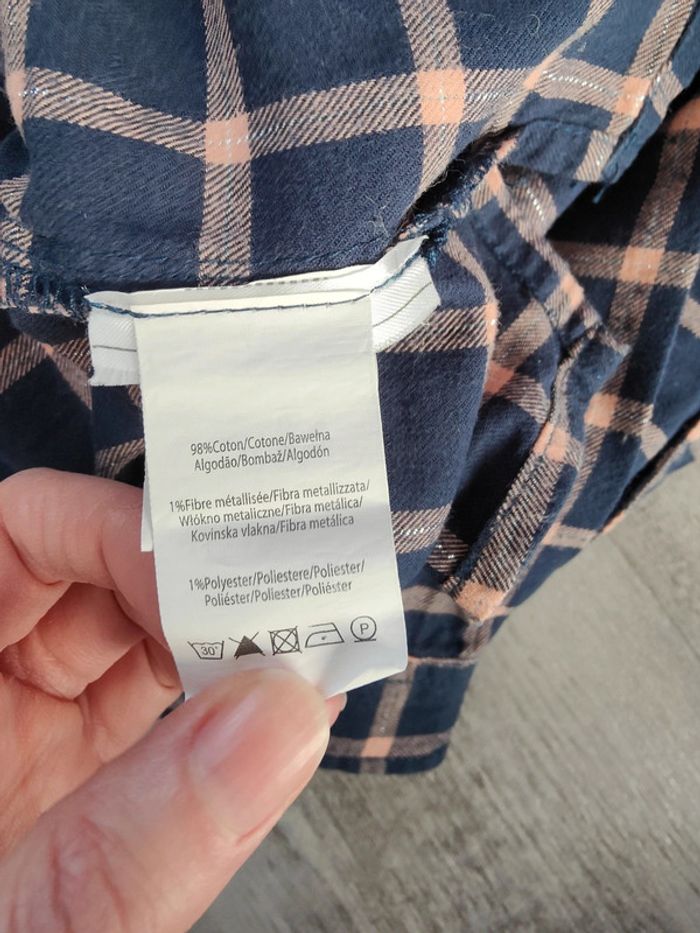 98%Coton/Cotone/Bawełna
Algodão/Bombaž/Algodón
1%Fibre métallisée/Fibra metallizzata/
Włókno metaliczne/Fibra metálica/
Kovinska vlakna/Fibra metálica
1%Polyester/Poliestere/Poliester/
Poliéster/Poliester/Poliéster
30° P